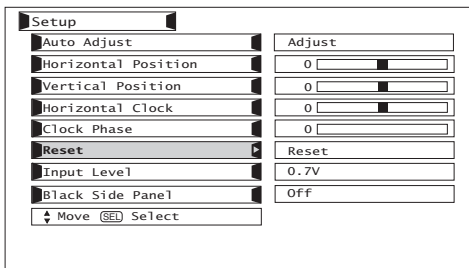 Setup
Auto Adjust Adjust
Horizontal Position 0
Vertical Position 0
Horizontal Clock 0
Clock Phase 0
Reset Reset
Input Level 0.7V
Black Side Panel Off
Move SEL Select